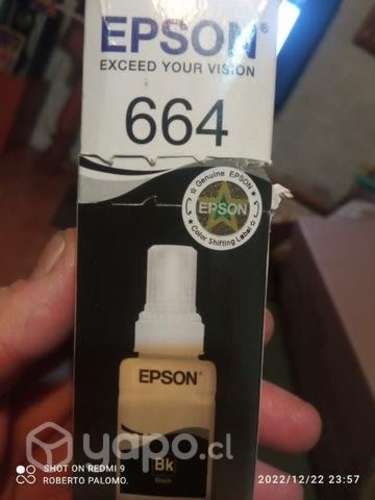 EPSON®
EXCEED YOUR VISION
664
Genuine EPSON
EPSON
Color Shifting Label
EPSON®
Bk
Black
yapo.cl
SHOT ON REDMI 9
ROBERTO PALOMO.
2022/12/22 23:57